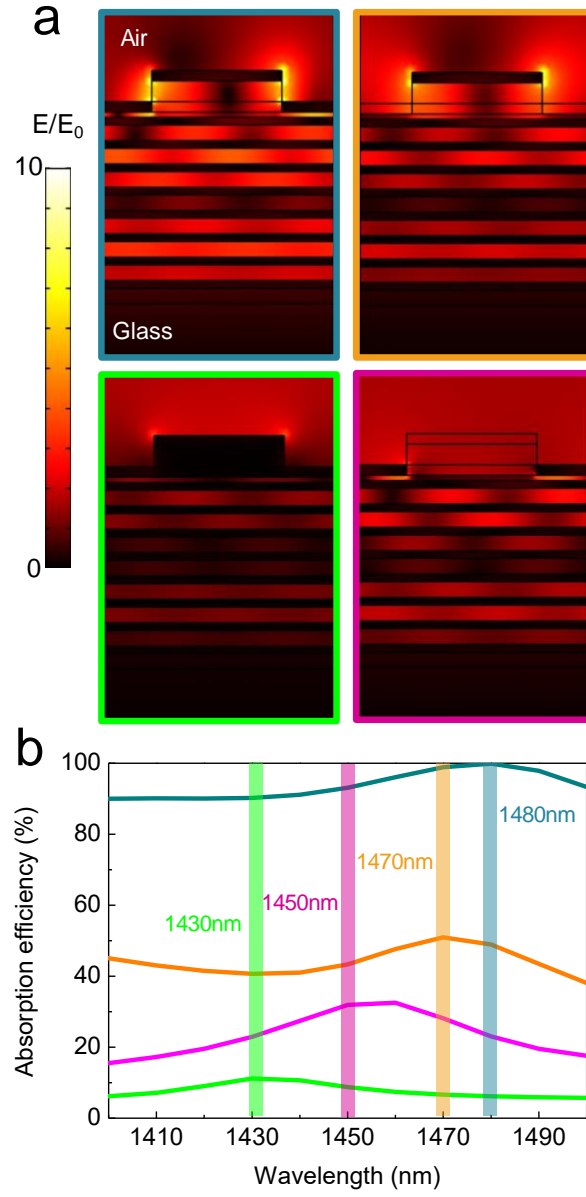 a
Air
E/E0
10
0
Glass
b
Absorption efficiency (%)
100
80
60
40
20
0
1480nm
1470nm
1450nm
1430nm
1410
1430
1450
1470
1490
Wavelength (nm)